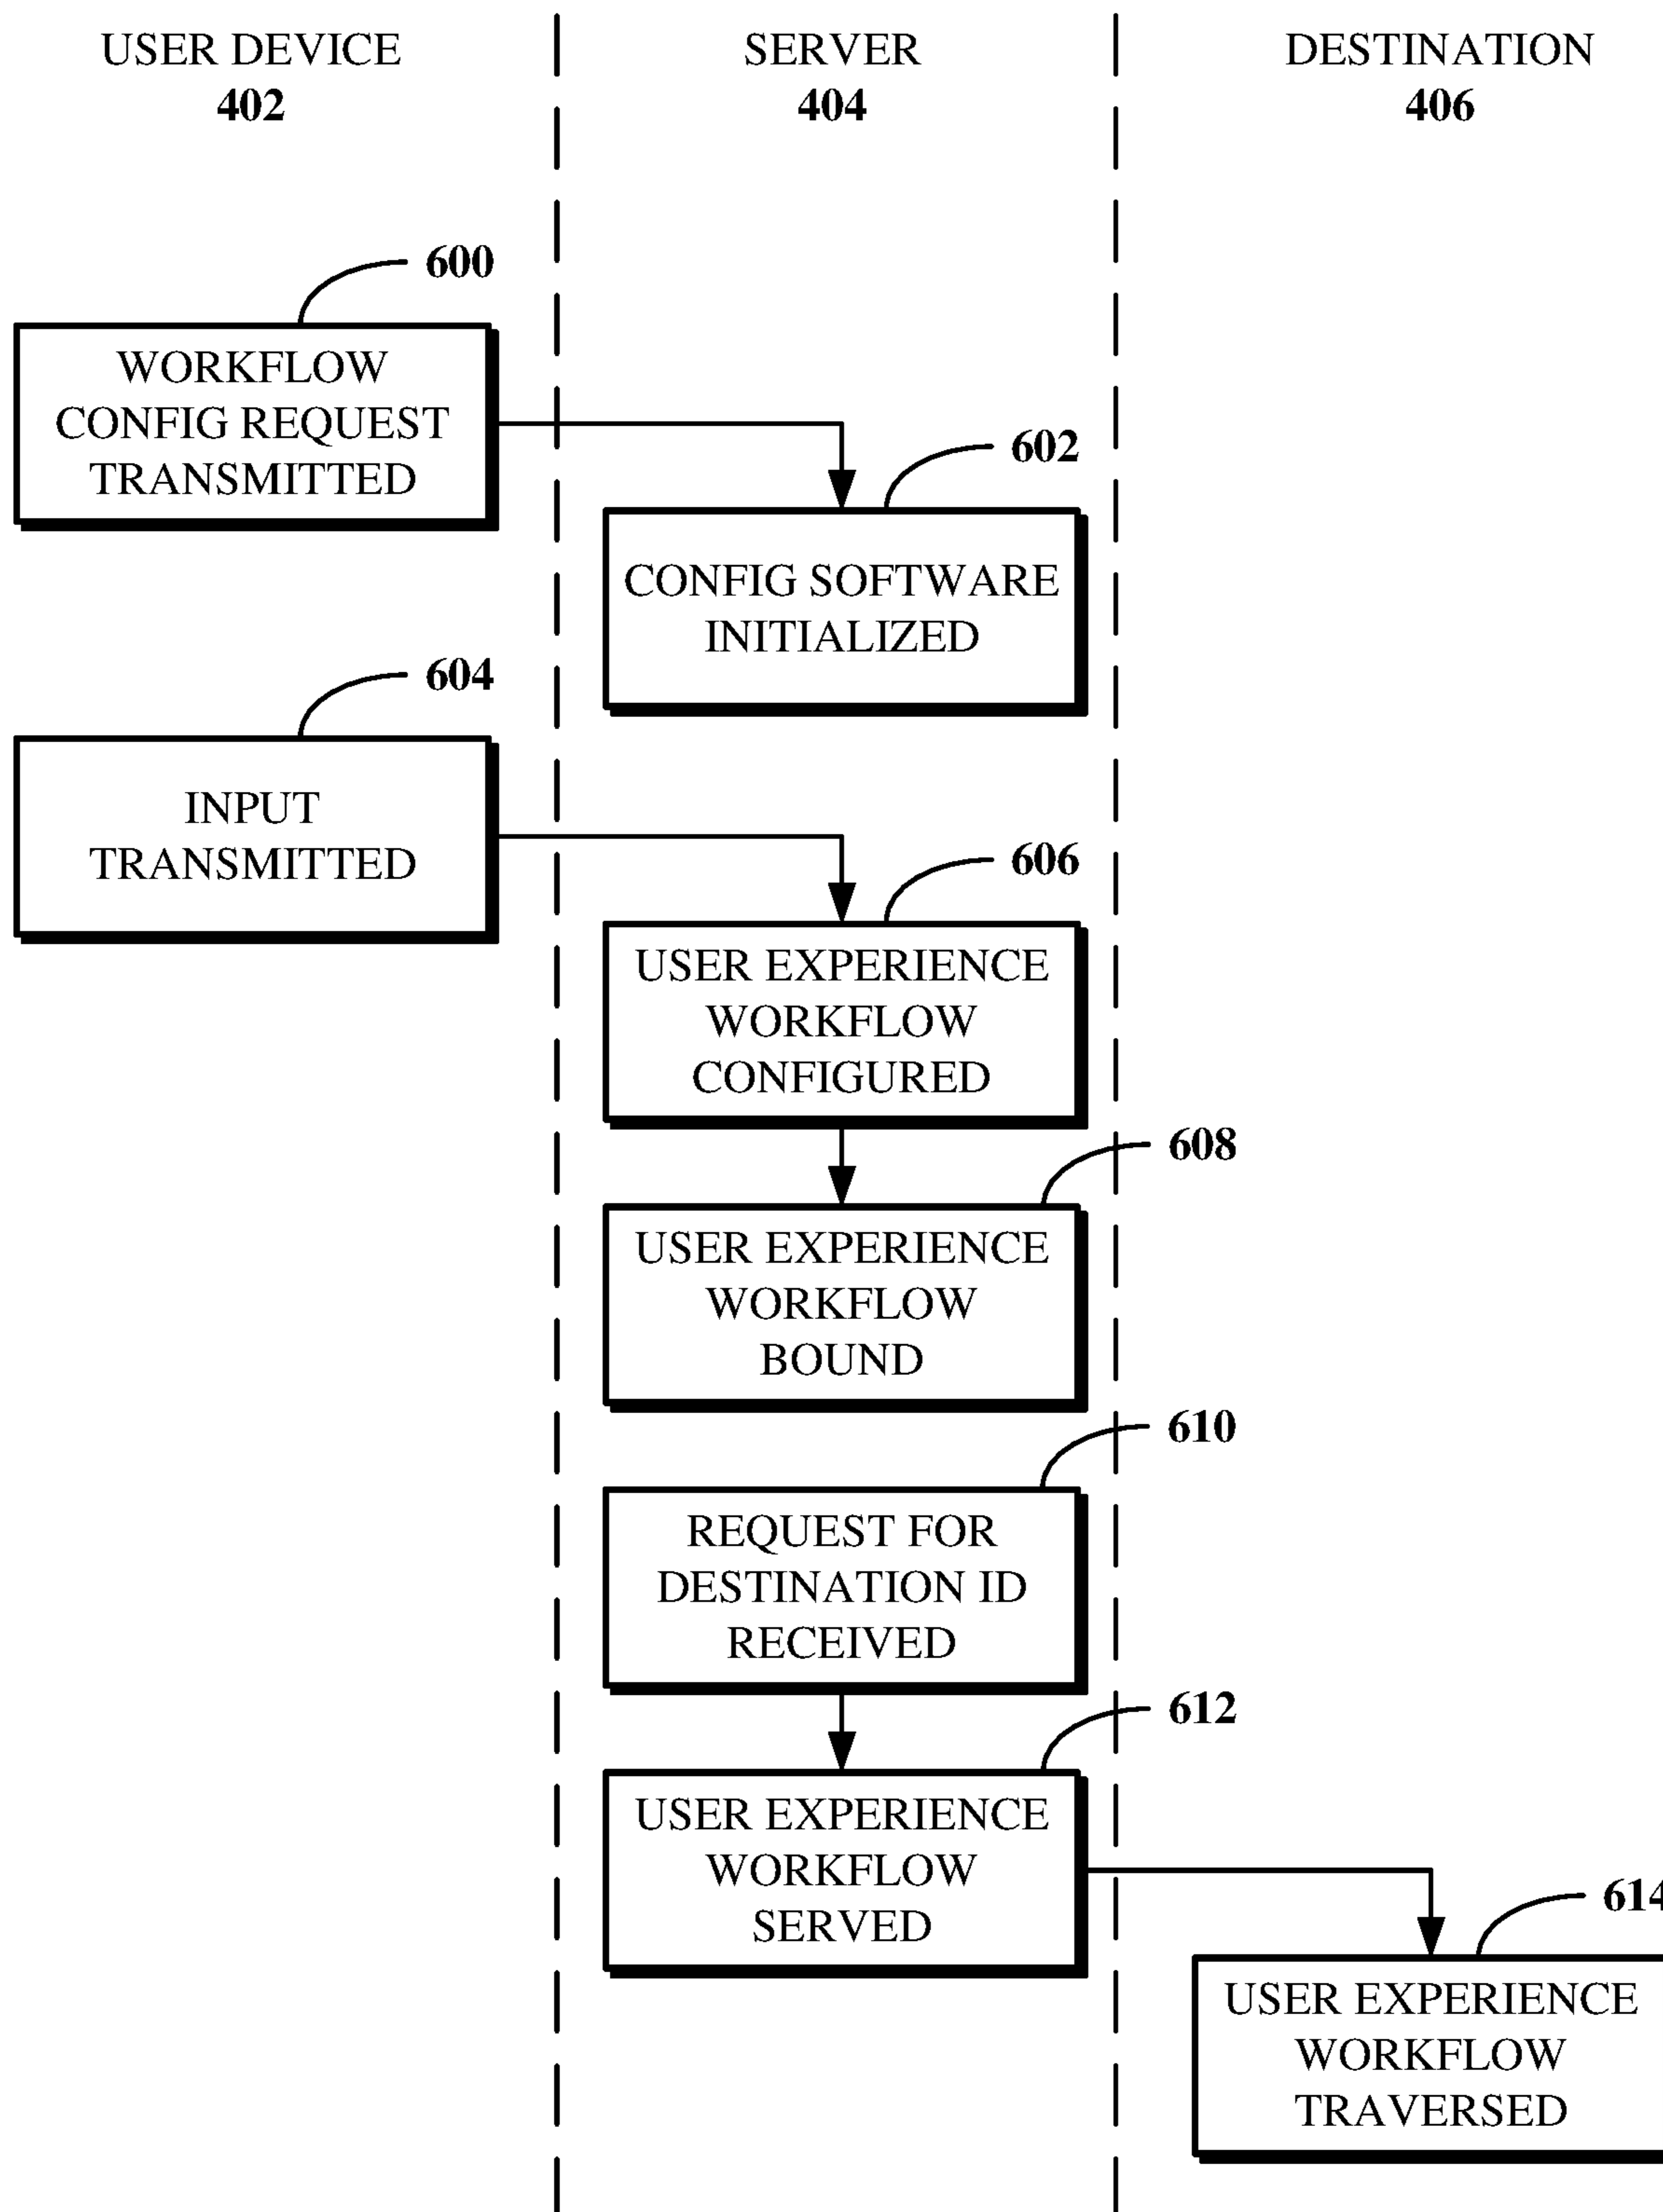 USER DEVICE
402
SERVER
404
DESTINATION
406
600
WORKFLOW
CONFIG REQUEST
TRANSMITTED
602
CONFIG SOFTWARE
INITIALIZED
604
INPUT
TRANSMITTED
606
USER EXPERIENCE
WORKFLOW
CONFIGURED
608
USER EXPERIENCE
WORKFLOW
BOUND
610
REQUEST FOR
DESTINATION ID
RECEIVED
612
USER EXPERIENCE
WORKFLOW
SERVED
614
USER EXPERIENCE
WORKFLOW
TRAVERSED